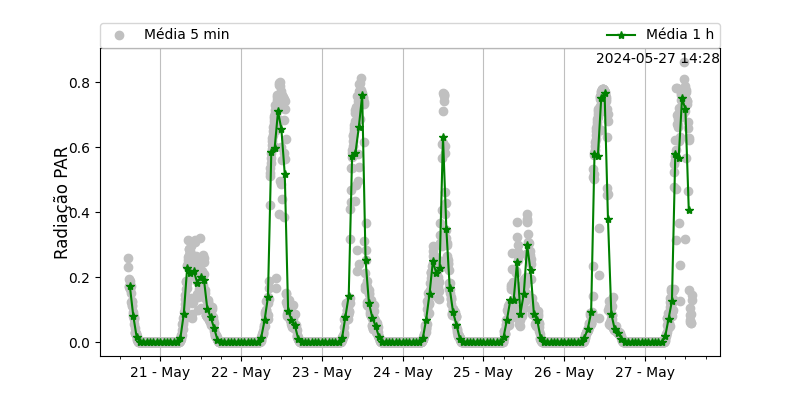 Média 5 min
Média 1 h
2024-05-27 14:28
Radiação PAR
0.8
0.6
0.4
0.2
0.0
21 - May
22 - May
23 - May
24 - May
25 - May
26 - May
27 - May